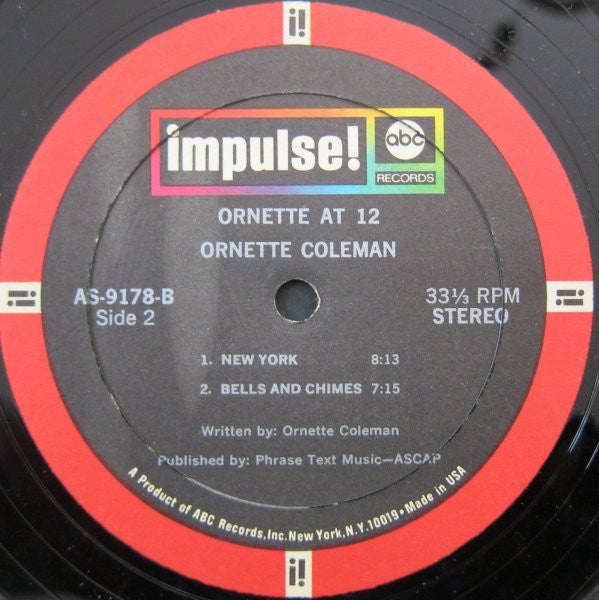 i!
impulse!
abc
RECORDS
ORNETTE AT 12
ORNETTE COLEMAN
AS-9178-B
Side 2
33⅓ RPM
STEREO
i!
i!
1. NEW YORK 8:13
2. BELLS AND CHIMES 7:15
Written by: Ornette Coleman
Published by: Phrase Text Music—ASCAP
A Product of ABC Records, Inc. New York, N.Y. 10019 • Made in USA
i!